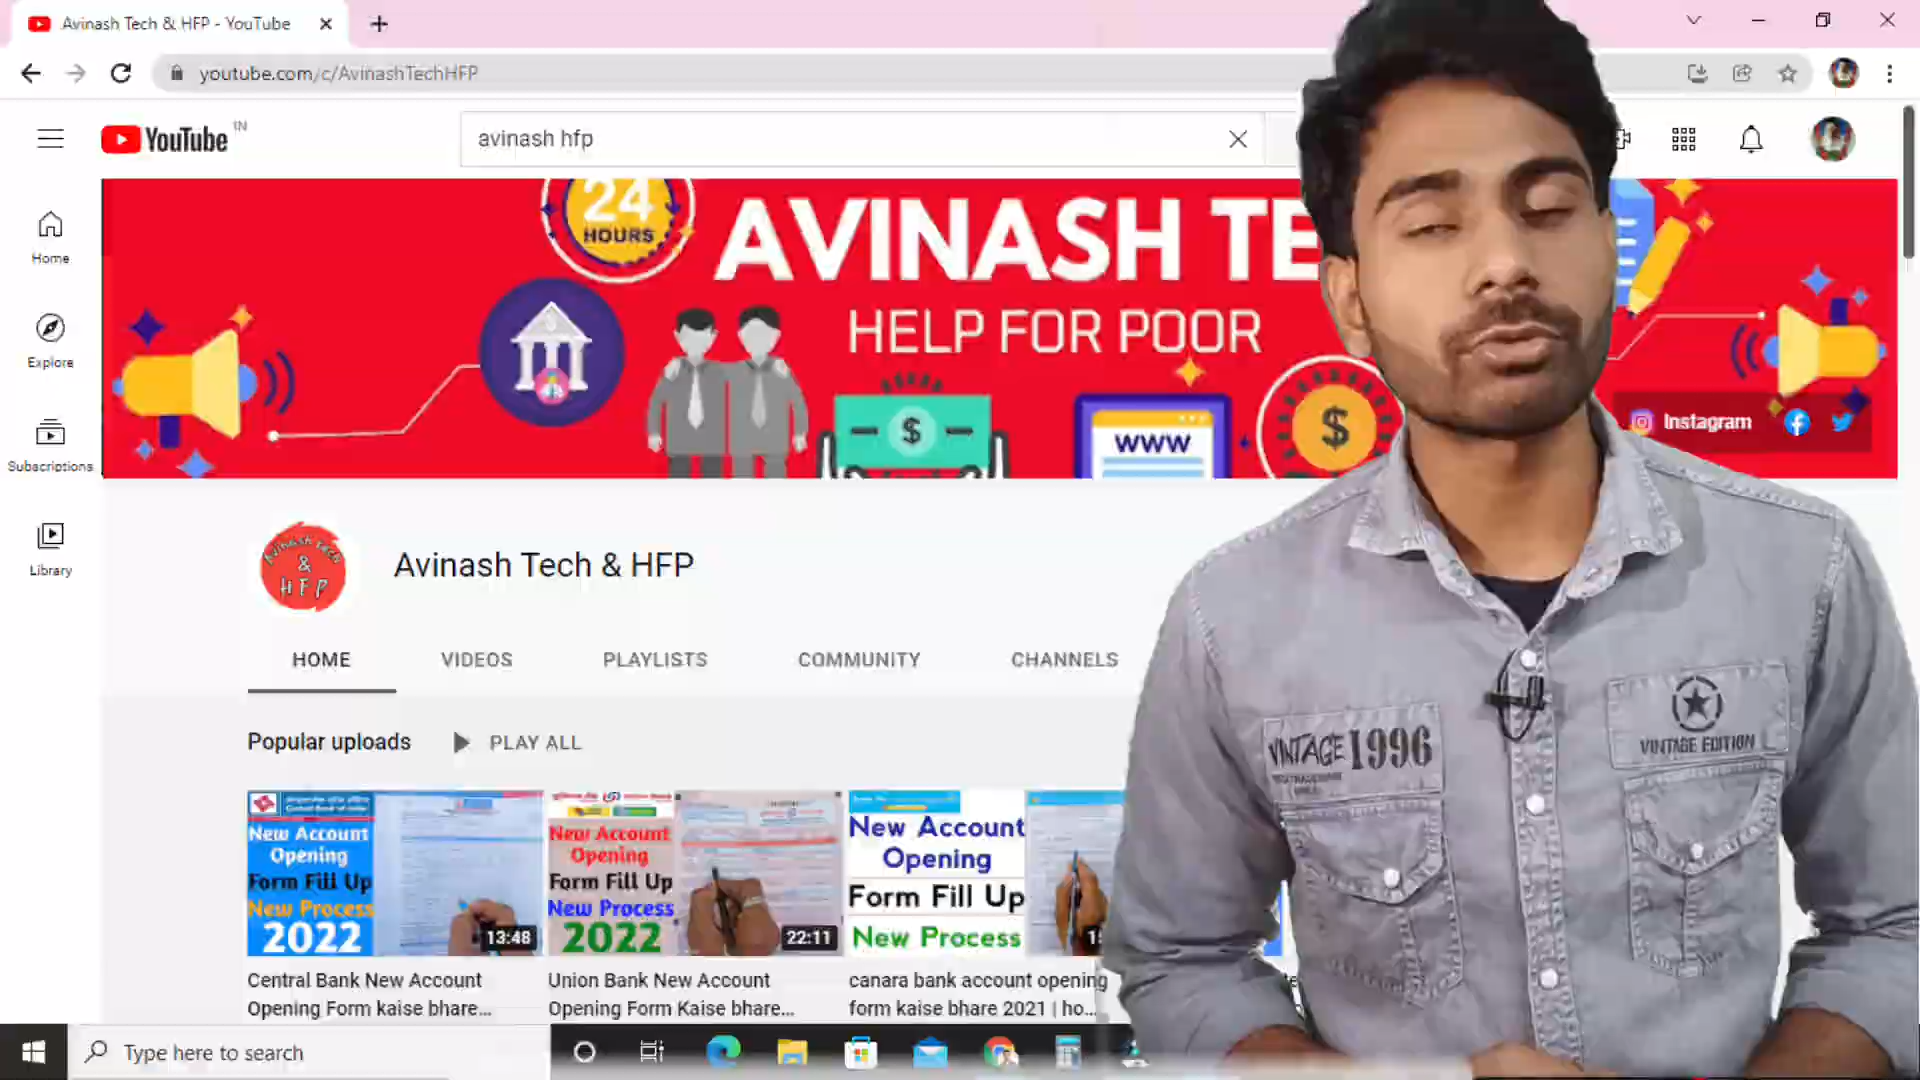 Avinash Tech & HFP - YouTube
youtube.com/c/AvinashTechHFP
YouTube IN
avinash hfp
Home
Explore
Subscriptions
Library
24
HOURS
AVINASH TE
HELP FOR POOR
WWW
Instagram
Avinash tech
&
HFP
Avinash Tech & HFP
HOME VIDEOS PLAYLISTS COMMUNITY CHANNELS
Popular uploads PLAY ALL
New Account
Opening
Form Fill Up
New Process
2022
13:48
New Account
Opening
Form Fill Up
New Process
2022
22:11
New Account
Opening
Form Fill Up
New Process
Central Bank New Account
Opening Form kaise bhare...
Union Bank New Account
Opening Form Kaise bhare...
canara bank account opening
form kaise bhare 2021 | ho...
VINTAGE 1996
VINTAGE EDITION
Type here to search